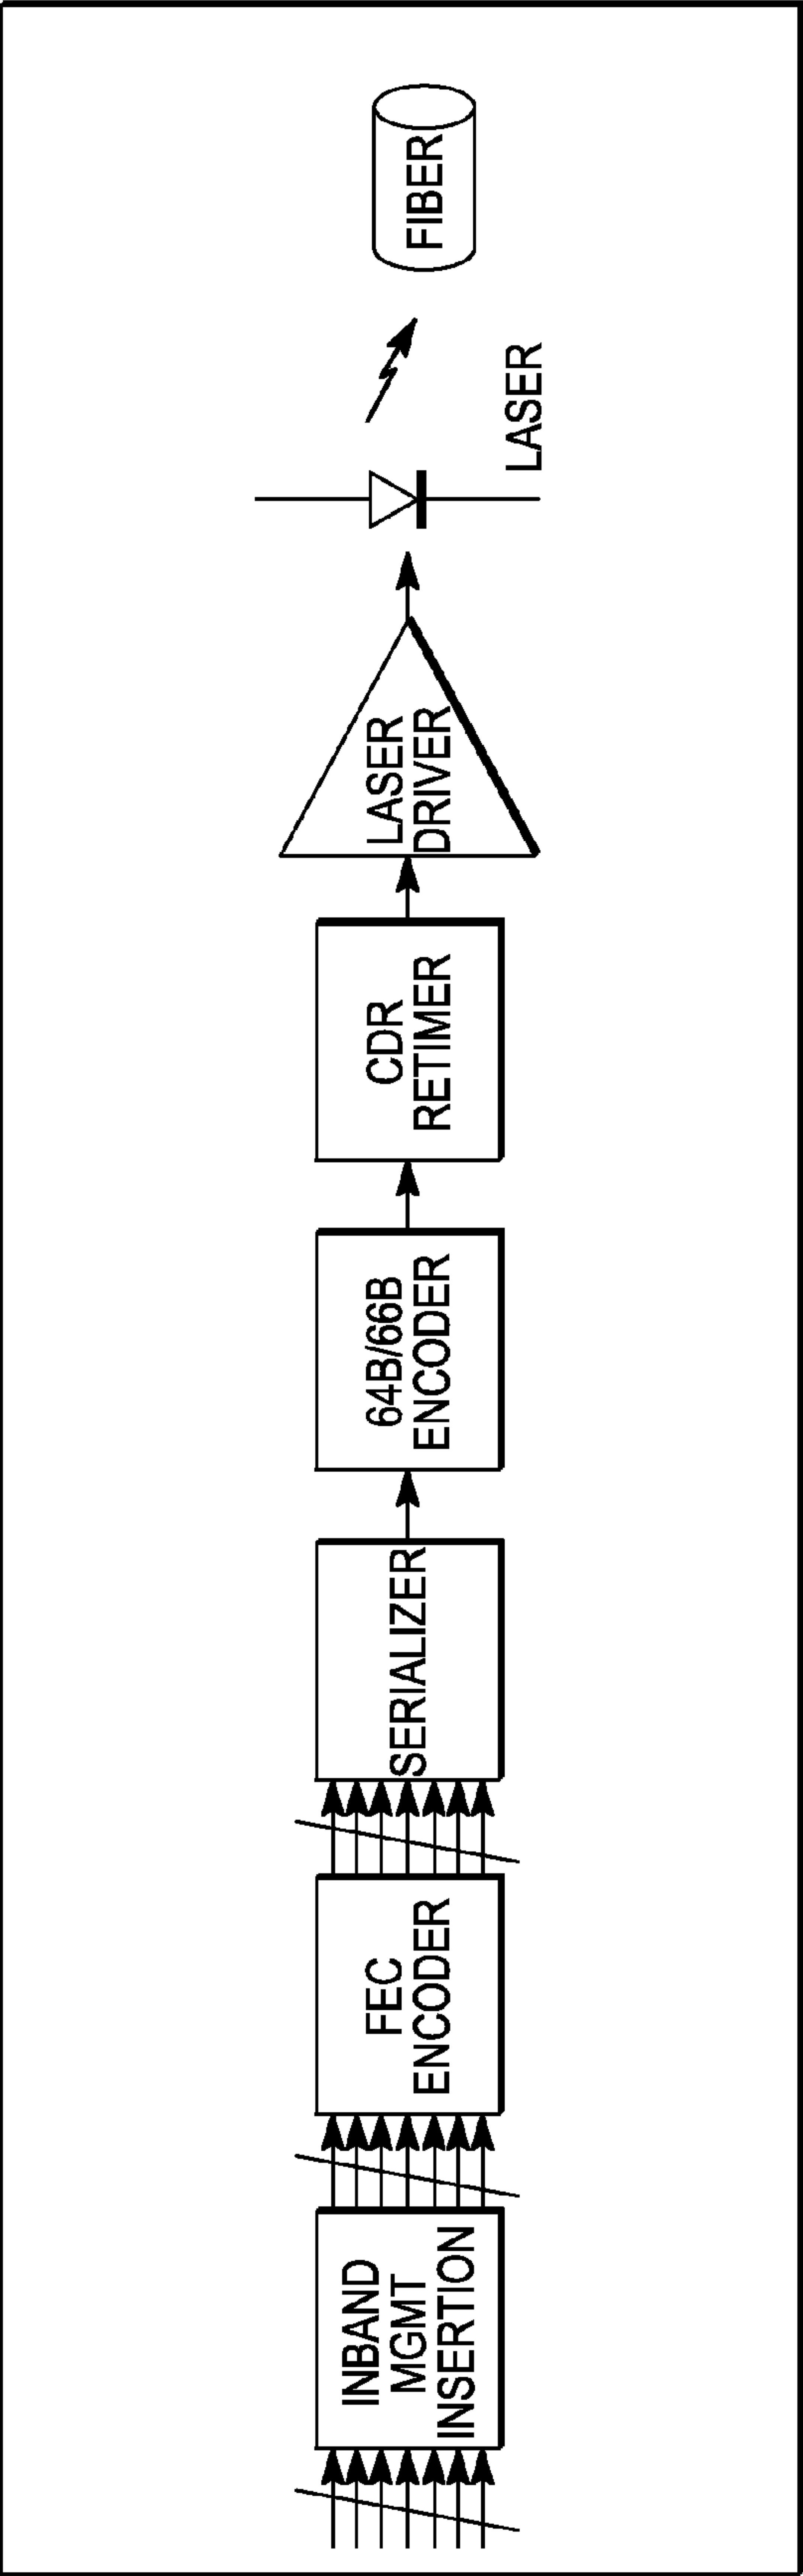 INBAND
MGMT
INSERTION
FEC
ENCODER
SERIALIZER
64B/66B
ENCODER
CDR
RETIMER
LASER
DRIVER
LASER
FIBER